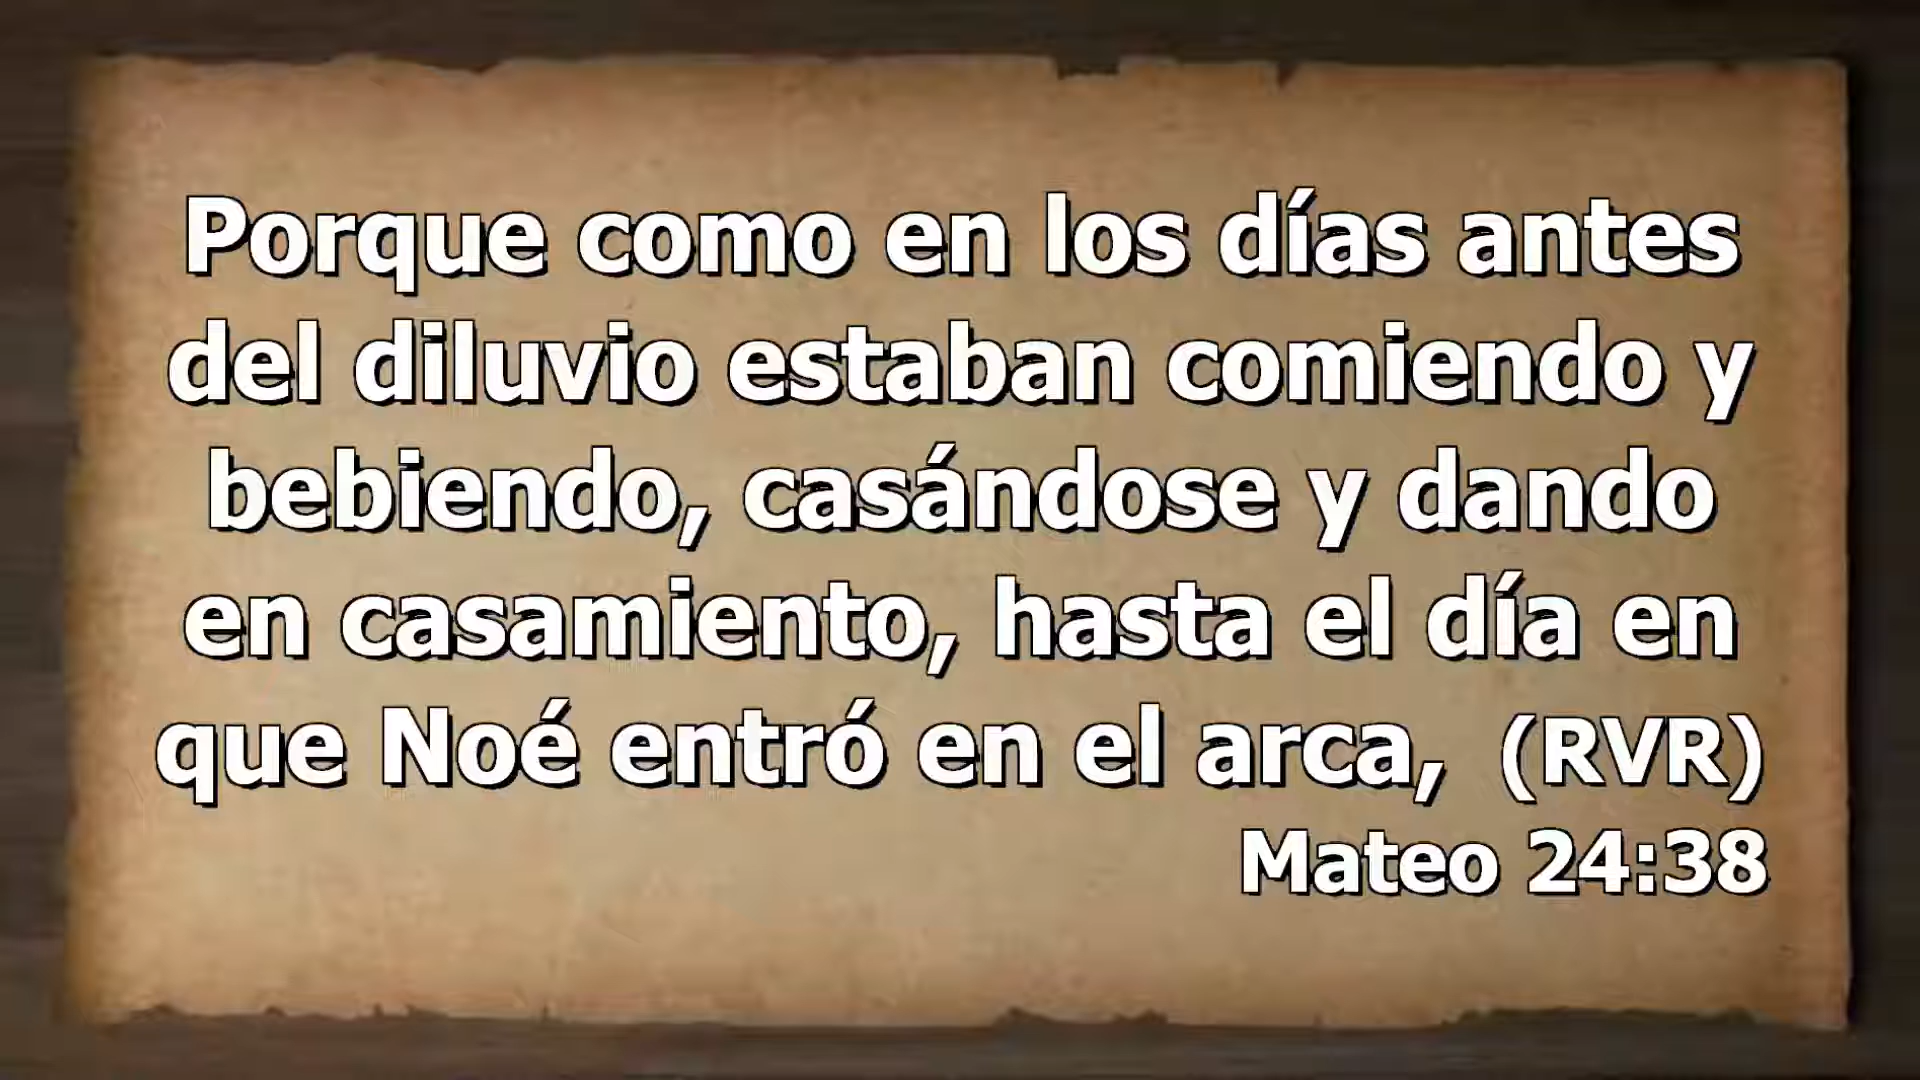 Porque como en los días antes
del diluvio estaban comiendo y
bebiendo, casándose y dando
en casamiento, hasta el día en
que Noé entró en el arca, (RVR)
Mateo 24:38